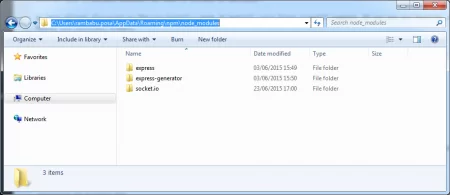 C:\Users\rambabu.posa\AppData\Roaming\npm\node_modules
Search node_modules
Organize Include in library Share with Burn New folder
Favorites
Libraries
Computer
Network
Name Date modified Type Size
express 03/06/2015 15:49 File folder
express-generator 03/06/2015 15:50 File folder
socket.io 23/06/2015 17:00 File folder
3 items